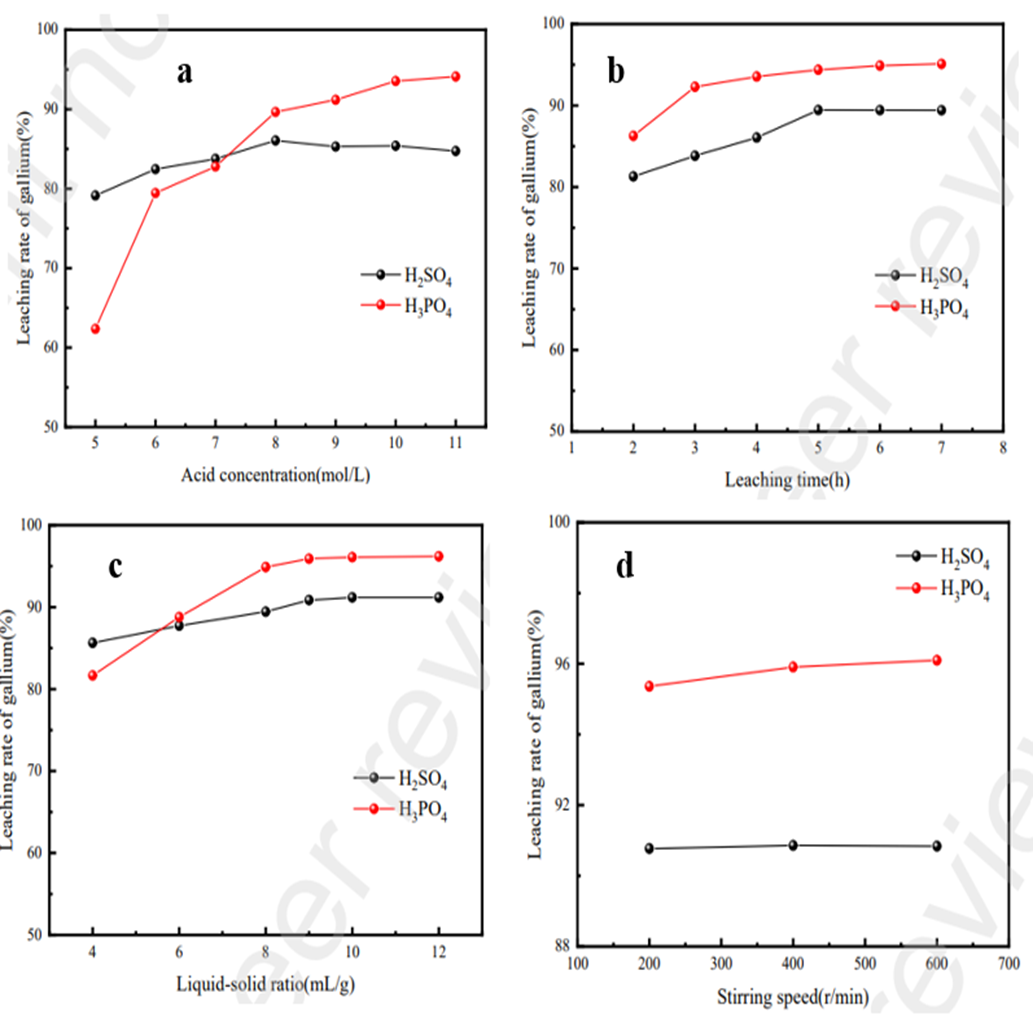 a
100
90
80
70
60
50
Leaching rate of gallium(%)
H₂SO₄
H₃PO₄
5 6 7 8 9 10 11
Acid concentration(mol/L)
b
100
90
80
70
60
50
Leaching rate of gallium(%)
H₂SO₄
H₃PO₄
1 2 3 4 5 6 7 8
Leaching time(h)
c
100
90
80
70
60
50
Leaching rate of gallium(%)
H₂SO₄
H₃PO₄
4 6 8 10 12
Liquid-solid ratio(mL/g)
d
100
96
92
88
Leaching rate of gallium(%)
H₂SO₄
H₃PO₄
100 200 300 400 500 600 700
Stirring speed(r/min)